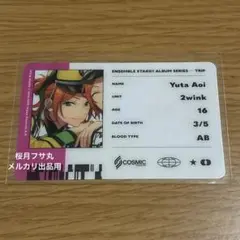 ENSEMBLE STARS!! ALBUM SERIES TRIP
NAME
Yuta Aoi
UNIT
2wink
AGE
16
DATE OF BIRTH
3/5
BLOOD TYPE
AB
COSMIC
桜月フサ丸
メルカリ出品用